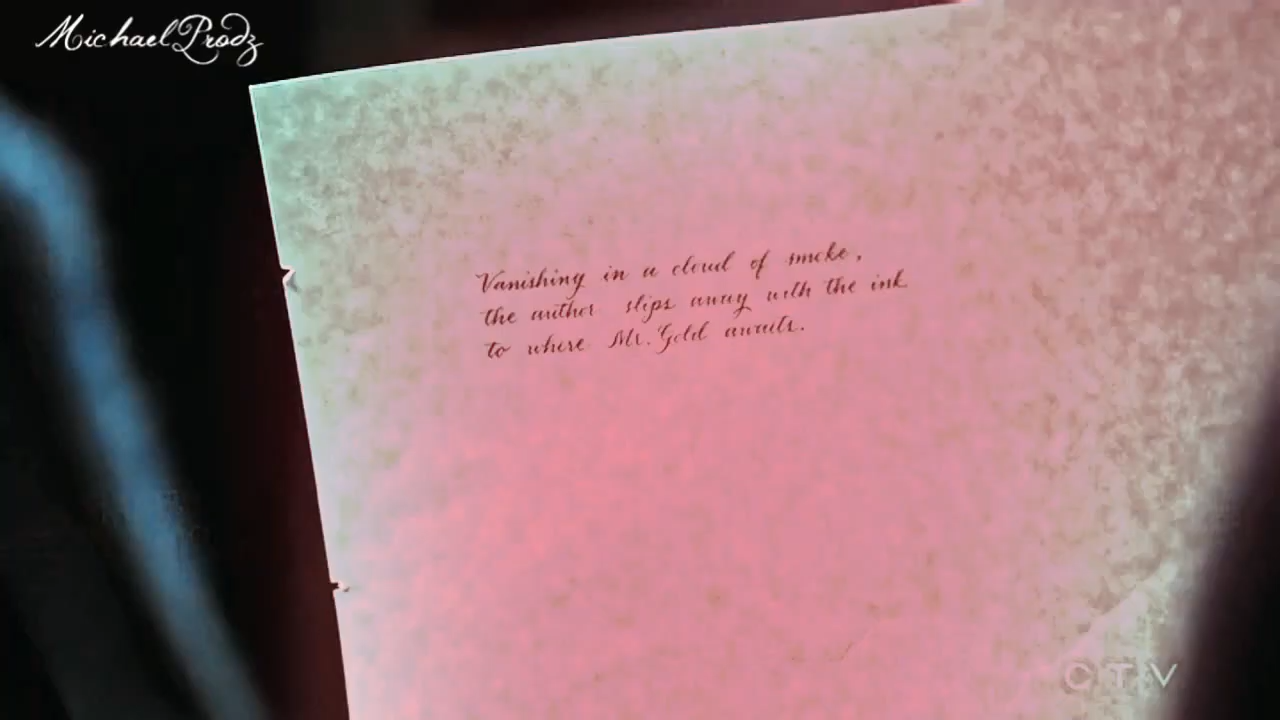 MichaelProdz
Vanishing in a cloud of smoke,
the author slips away with the ink
to where Mr. Gold awaits.
CTV